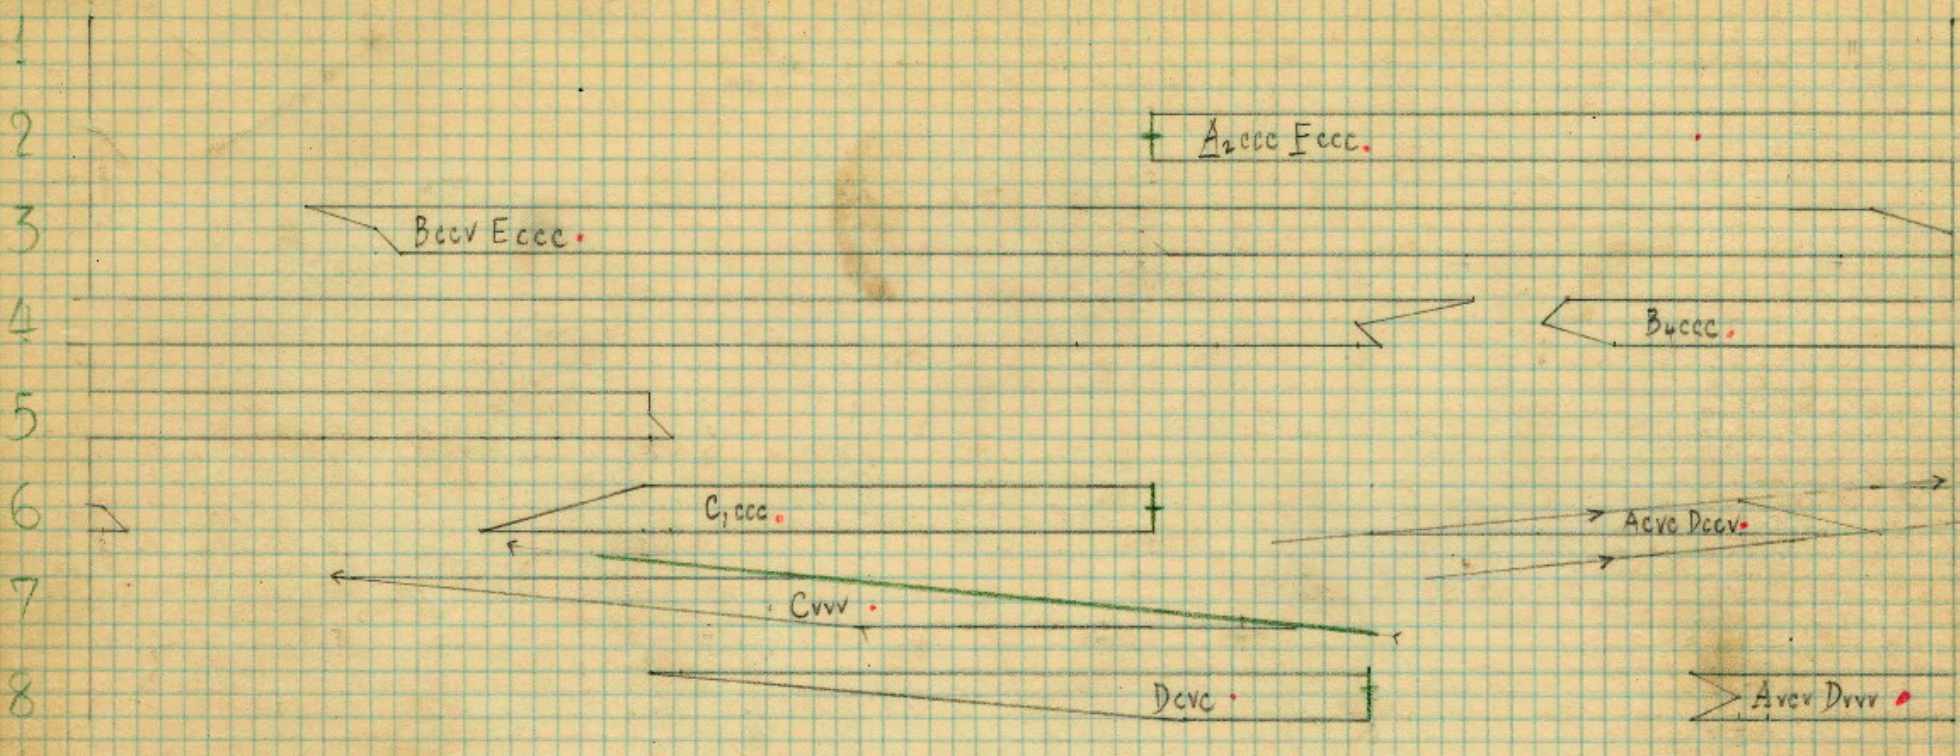 1
2 A₂ccc Fccc.
3 Bccv Eccc.
4 B₄ccc.
5
6 C₁ccc. Acvc Dccv.
7 Cvvv .
8 Dcvc . Avcv Dvvv .